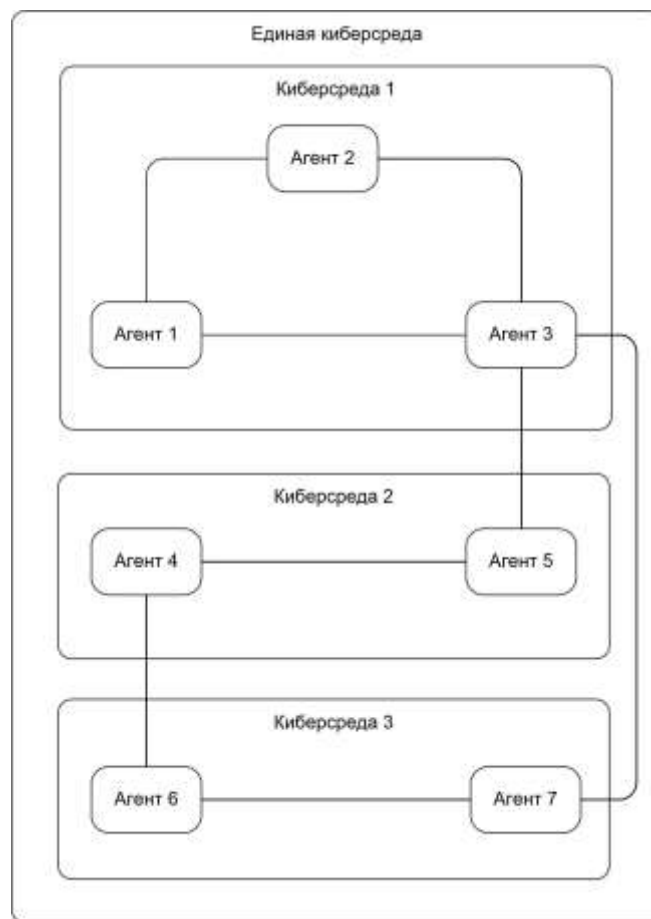 Единая киберсреда
Киберсреда 1
Агент 2
Агент 1
Агент 3
Киберсреда 2
Агент 4
Агент 5
Киберсреда 3
Агент 6
Агент 7